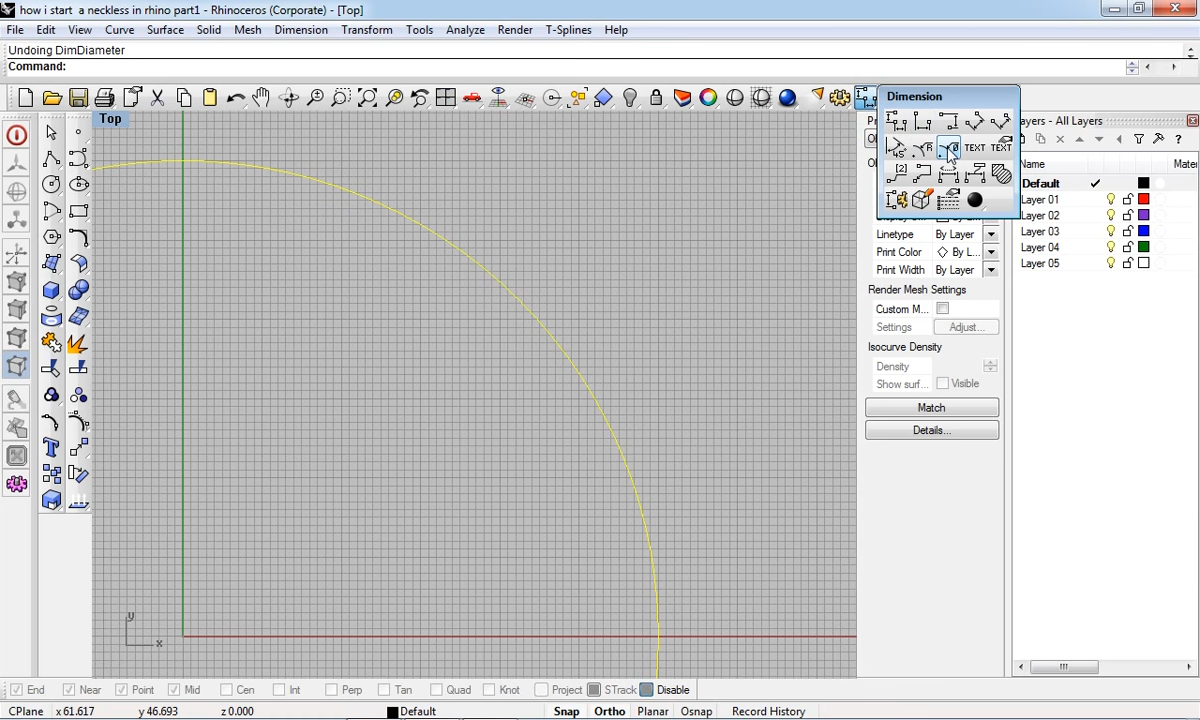 how i start  a neckless in rhino part1 - Rhinoceros (Corporate) - [Top]
File Edit View Curve Surface Solid Mesh Dimension Transform Tools Analyze Render T-Splines Help
Undoing DimDiameter
Command:
Top
Dimension
45 R Ø TEXT TEXT
[2]
ayers - All Layers
Name Mater
Default
Layer 01
Layer 02
Layer 03
Layer 04
Layer 05
Linetype By Layer
Print Color By L...
Print Width By Layer
Render Mesh Settings
Custom M...
Settings Adjust...
Isocurve Density
Density
Show surf... Visible
Match
Details...
y
x
End Near Point Mid Cen Int Perp Tan Quad Knot Project STrack Disable
CPlane x 61.617 y 46.693 z 0.000 Default Snap Ortho Planar Osnap Record History